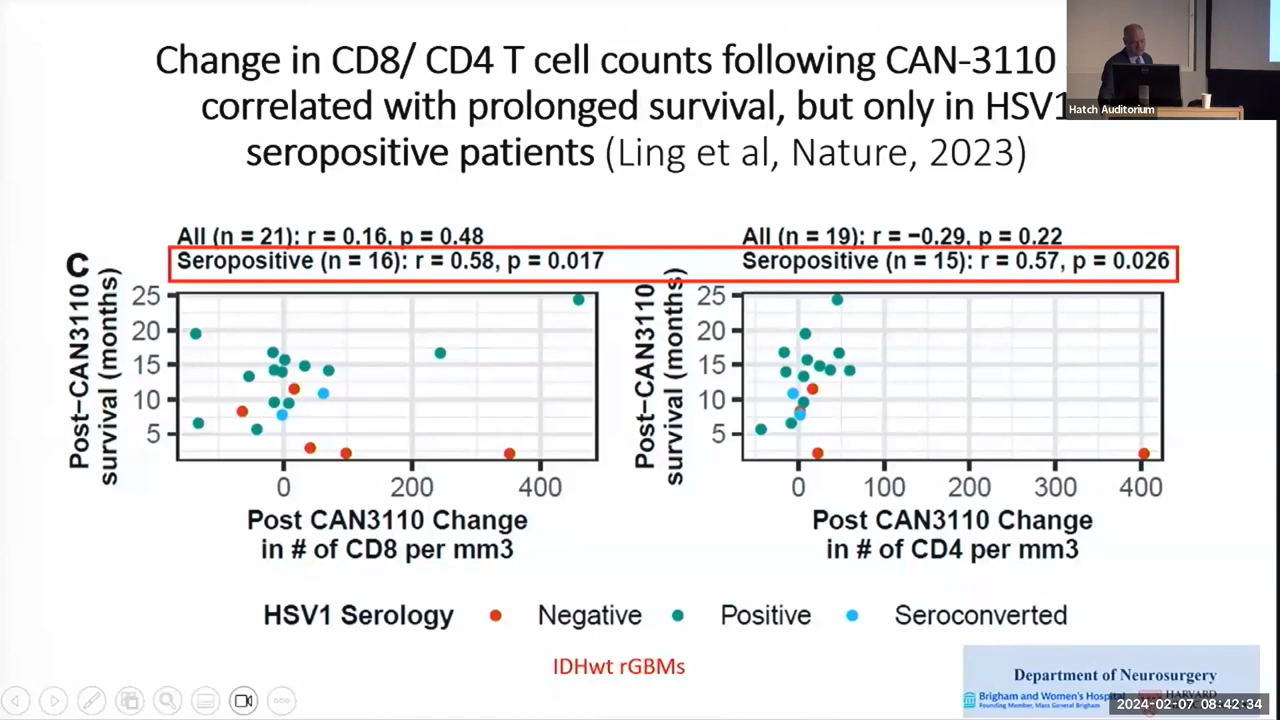 Change in CD8/ CD4 T cell counts following CAN-3110
correlated with prolonged survival, but only in HSV1
seropositive patients (Ling et al, Nature, 2023)
Hatch Auditorium
C
All (n = 21): r = 0.16, p = 0.48
Seropositive (n = 16): r = 0.58, p = 0.017
Post−CAN3110
survival (months)
25
20
15
10
5
0
200
400
Post CAN3110 Change
in # of CD8 per mm3
All (n = 19): r = −0.29, p = 0.22
Seropositive (n = 15): r = 0.57, p = 0.026
Post−CAN3110
survival (months)
25
20
15
10
5
0
100
200
300
400
Post CAN3110 Change
in # of CD4 per mm3
HSV1 Serology Negative Positive Seroconverted
IDHwt rGBMs
Department of Neurosurgery
Brigham and Women's Hospital
Founding Member, Mass General Brigham
HARVARD
2024-02-07 08:42:34